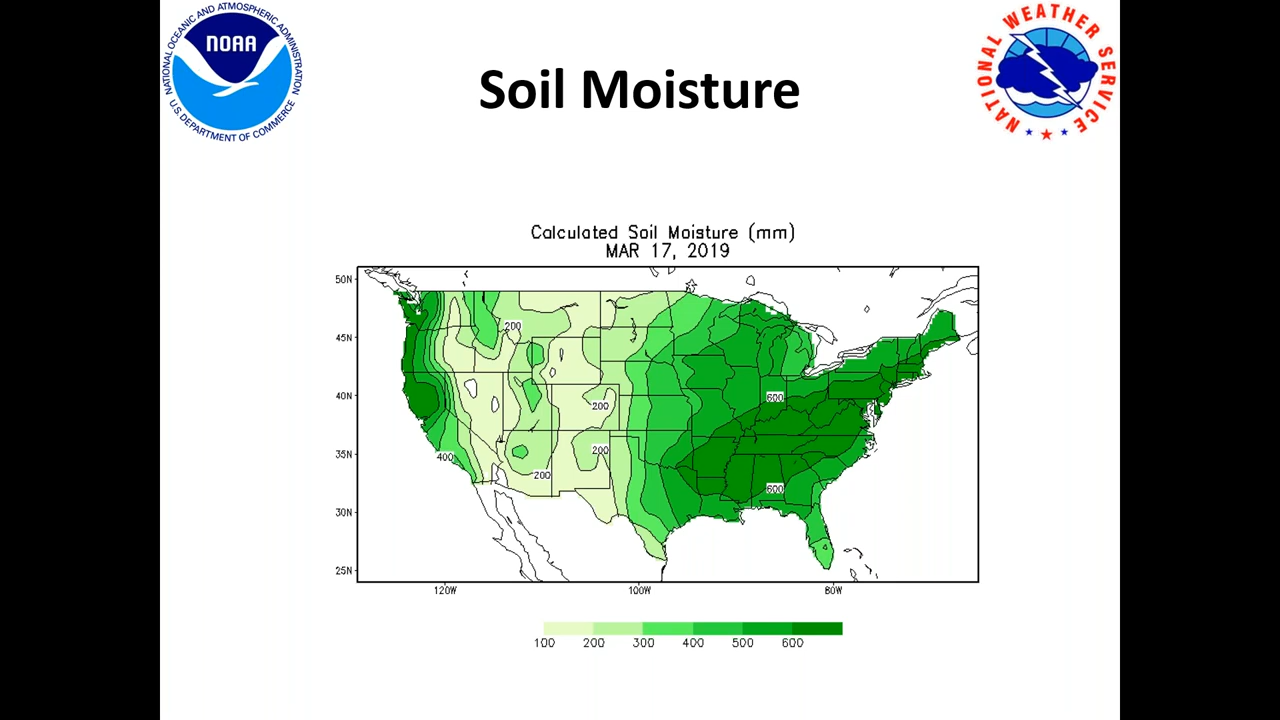 NATIONAL OCEANIC AND ATMOSPHERIC ADMINISTRATION
NOAA
U.S. DEPARTMENT OF COMMERCE
NATIONAL WEATHER SERVICE
Soil Moisture
Calculated Soil Moisture (mm)
MAR 17, 2019
50N
45N
40N
35N
30N
25N
200
200
600
200
400
200
600
120W
100W
80W
100
200
300
400
500
600